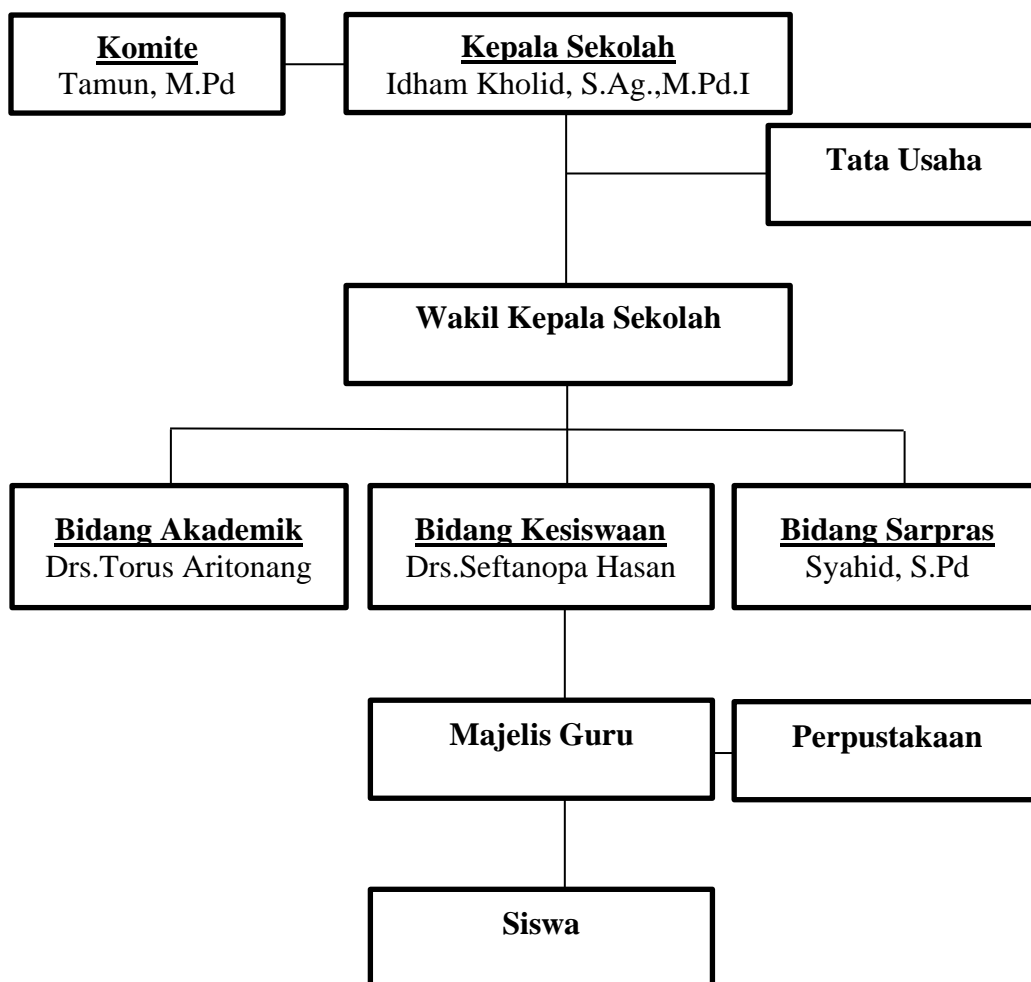 Komite
Tamun, M.Pd
Kepala Sekolah
Idham Kholid, S.Ag.,M.Pd.I
Tata Usaha
Wakil Kepala Sekolah
Bidang Akademik
Drs.Torus Aritonang
Bidang Kesiswaan
Drs.Seftanopa Hasan
Bidang Sarpras
Syahid, S.Pd
Majelis Guru
Perpustakaan
Siswa